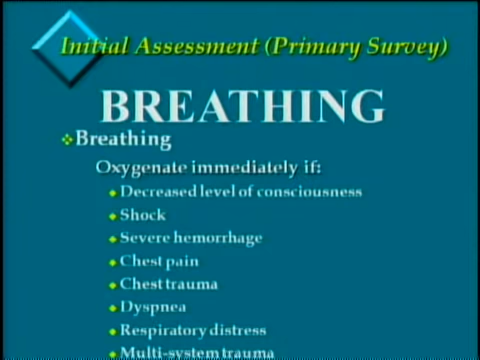 Initial Assessment (Primary Survey)
BREATHING
Breathing
Oxygenate immediately if:
Decreased level of consciousness
Shock
Severe hemorrhage
Chest pain
Chest trauma
Dyspnea
Respiratory distress
Multi-system trauma